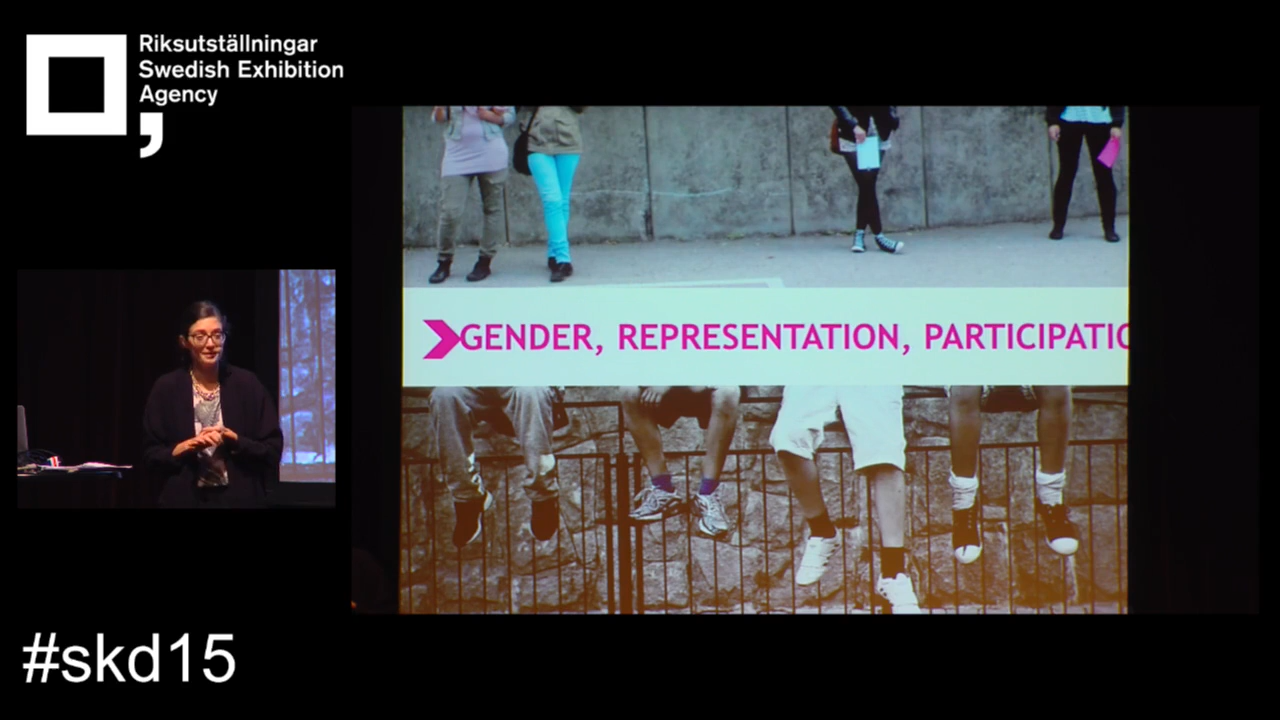 Riksutställningar
Swedish Exhibition
Agency
GENDER, REPRESENTATION, PARTICIPATIO
#skd15